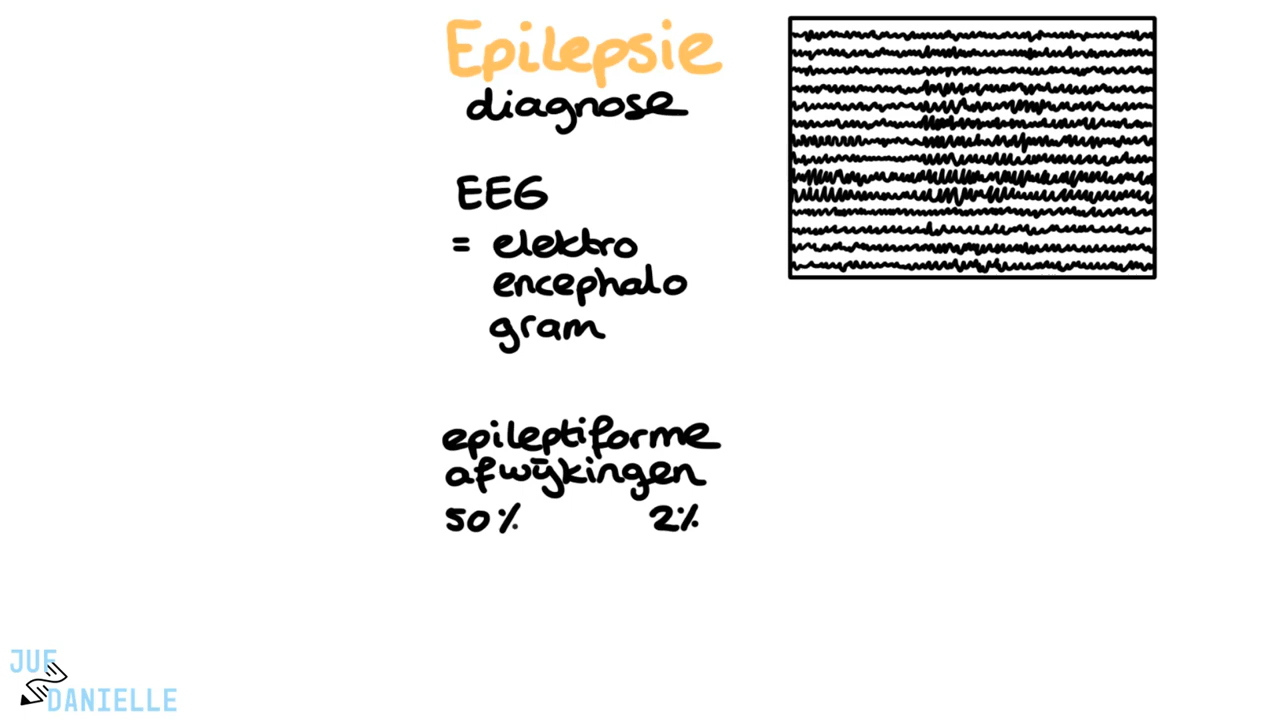 Epilepsie
diagnose
EEG
= elektro
encephalo
gram
epileptiforme
afwijkingen
50% 2%
JUF
DANIELLE